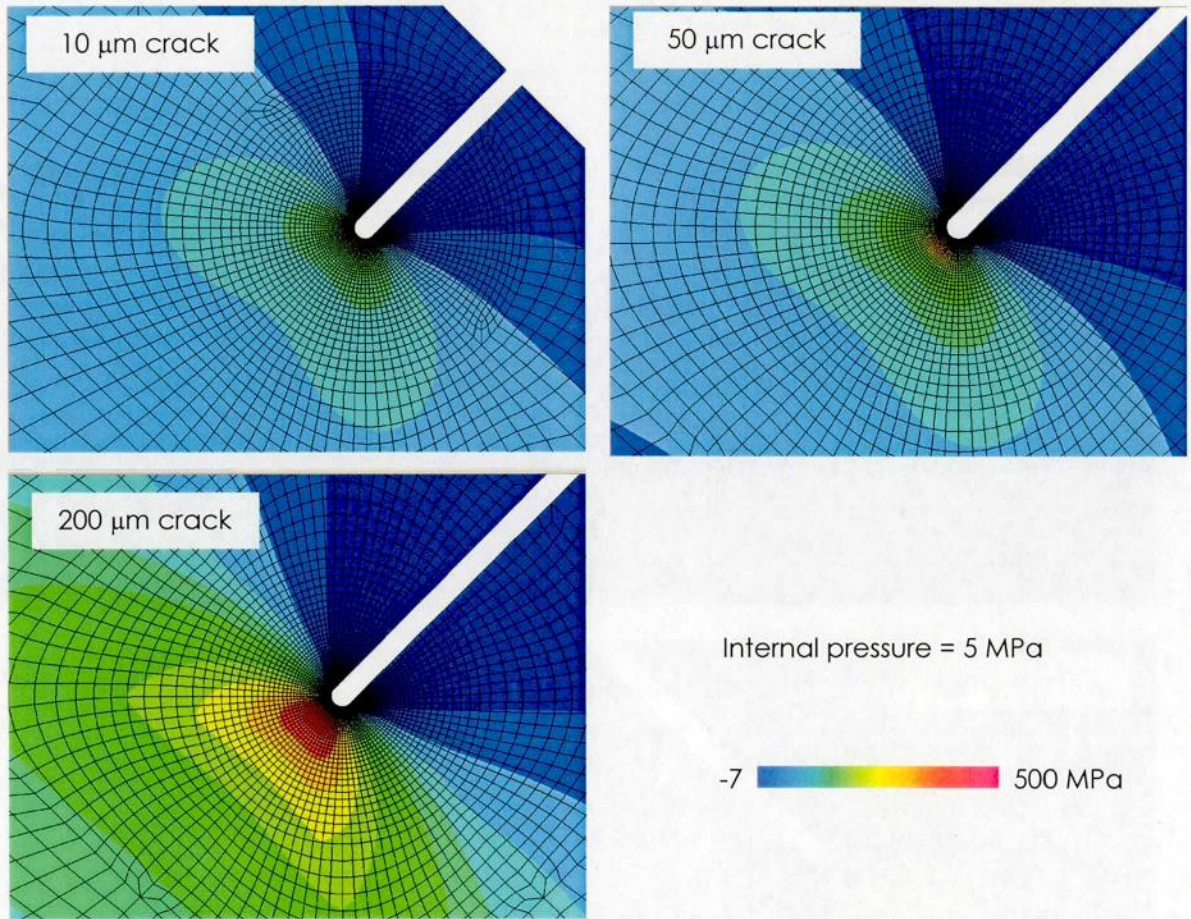 10 μm crack
50 μm crack
200 μm crack
Internal pressure = 5 MPa
-7 500 MPa